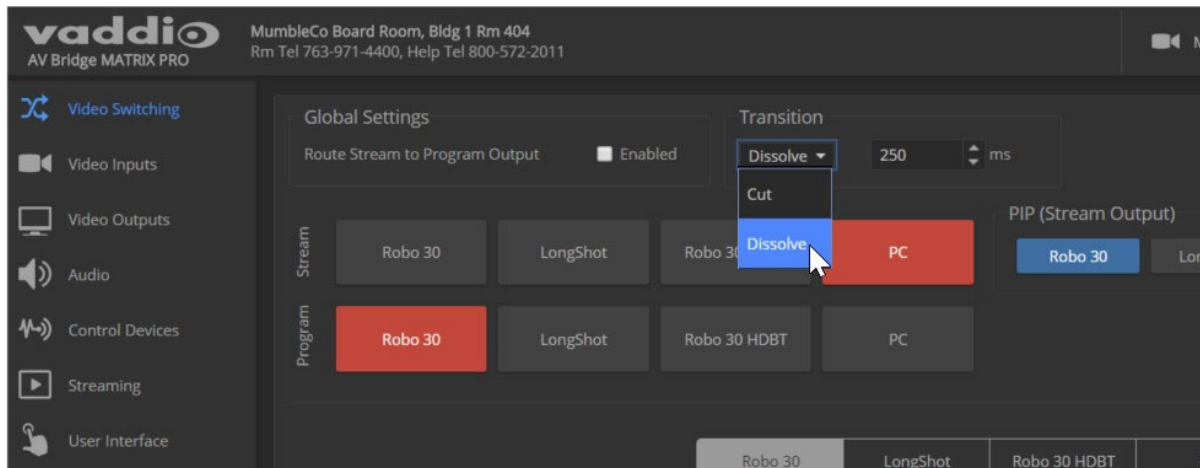 vaddio
AV Bridge MATRIX PRO
MumbleCo Board Room, Bldg 1 Rm 404
Rm Tel 763-971-4400, Help Tel 800-572-2011
M
Video Switching
Video Inputs
Video Outputs
Audio
Control Devices
Streaming
User Interface
Global Settings
Route Stream to Program Output Enabled
Transition
Dissolve 250 ms
Cut
Dissolve
Stream
Robo 30 LongShot Robo 30 PC
PIP (Stream Output)
Robo 30 Lon
Program
Robo 30 LongShot Robo 30 HDBT PC
Robo 30 LongShot Robo 30 HDBT